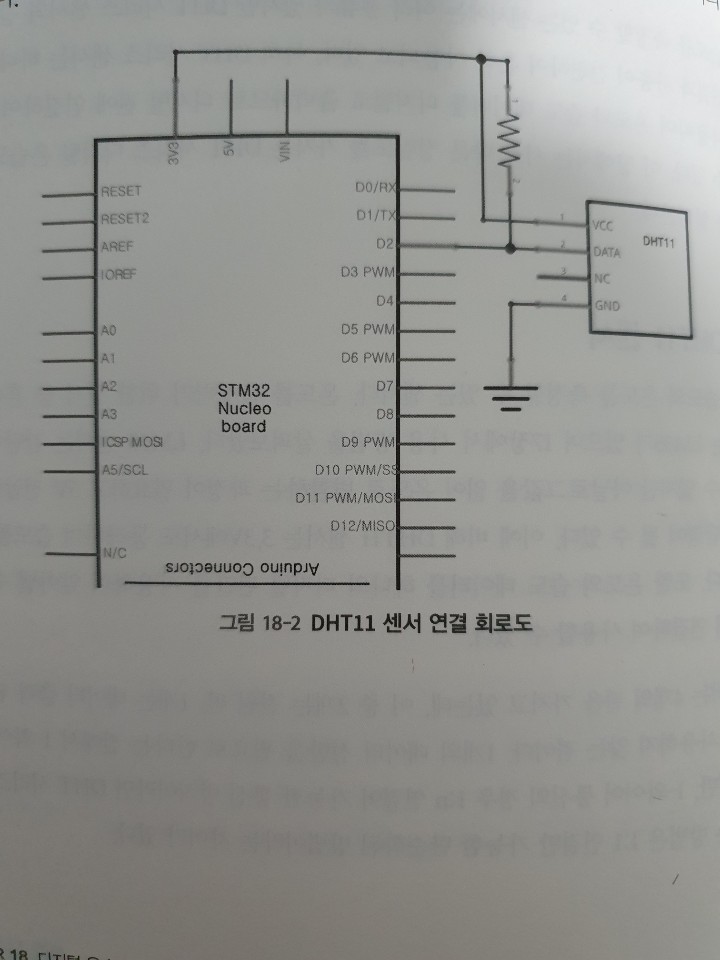 3V3
5V
VIN
RESET
RESET2
AREF
IOREF
A0
A1
A2
A3
ICSP MOSI
A5/SCL
N/C
D0/RX
D1/TX
D2
D3 PWM
D4
D5 PWM
D6 PWM
D7
D8
D9 PWM
D10 PWM/SS
D11 PWM/MOSI
D12/MISO
STM32
Nucleo
board
Arduino Connectors
1
2
1 VCC
2 DATA
3 NC
4 GND
DHT11
그림 18-2 DHT11 센서 연결 회로도
18 디지털